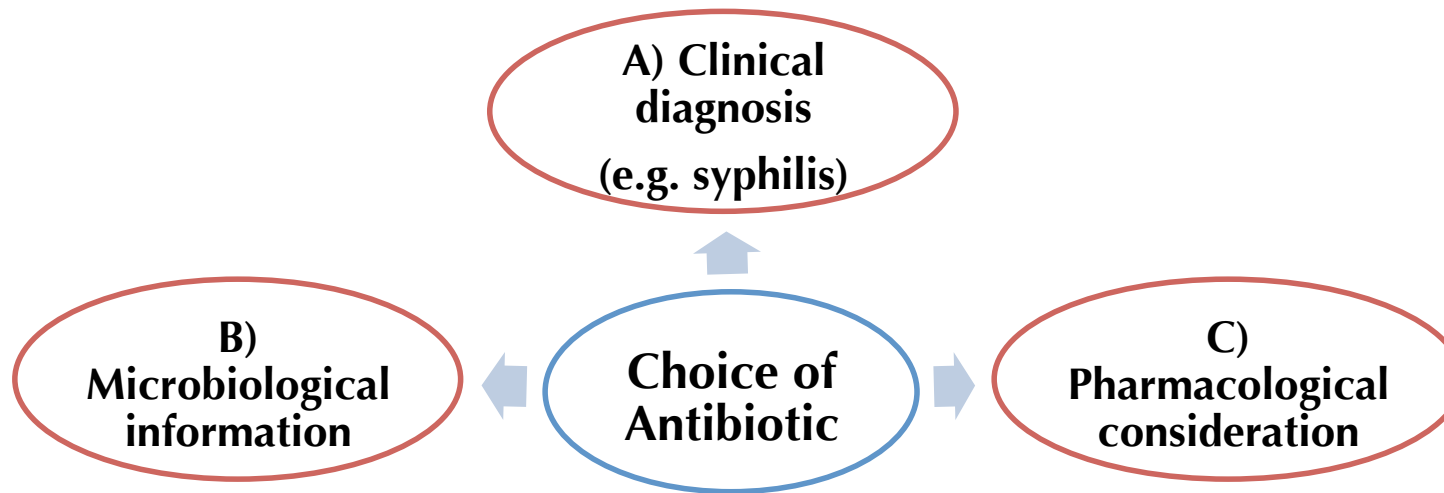 A) Clinical
diagnosis
(e.g. syphilis)
B)
Microbiological
information
Choice of
Antibiotic
C)
Pharmacological
consideration